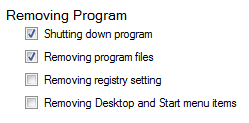 Removing Program
Shutting down program
Removing program files
Removing registry setting
Removing Desktop and Start menu items